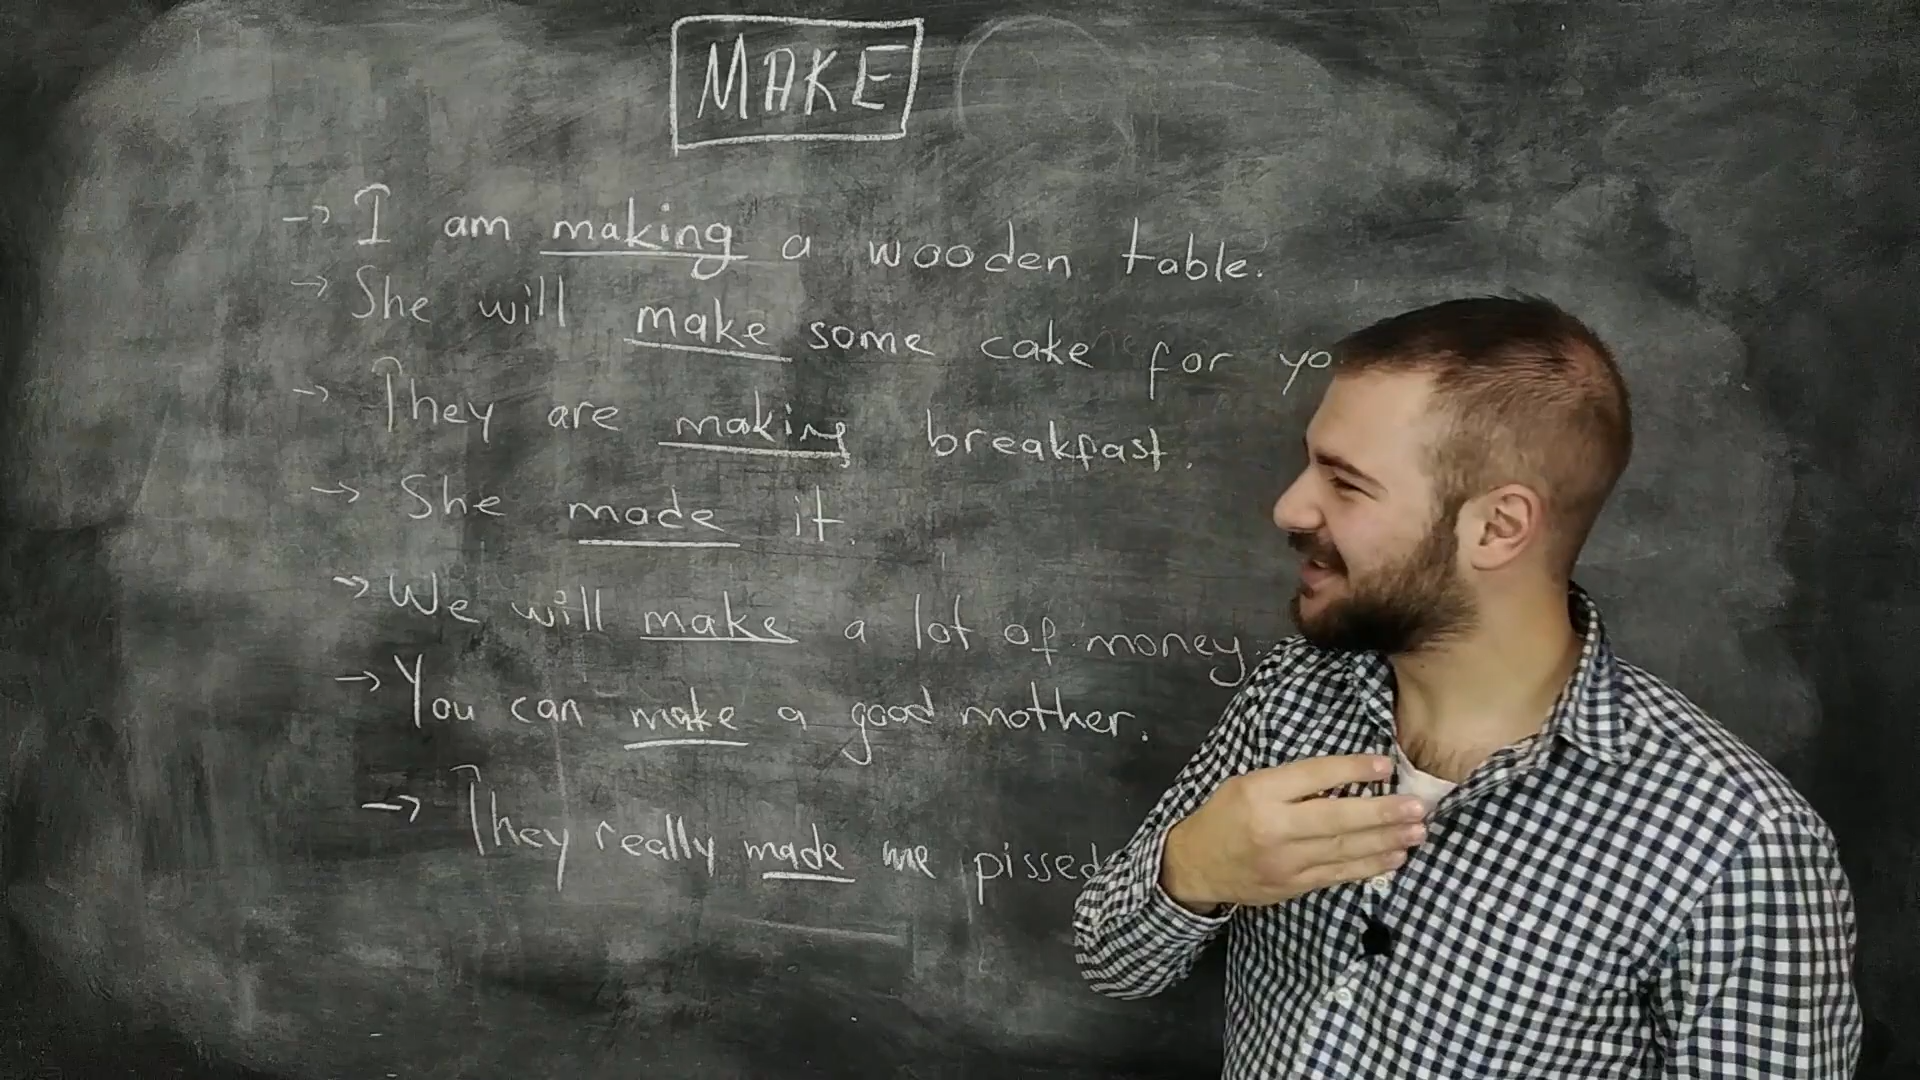 MAKE
→ I am making a wooden table.
→ She will make some cake for yo
→ They are making breakfast.
→ She made it.
→ We will make a lot of money.
→ You can make a good mother.
→ They really made me pissed